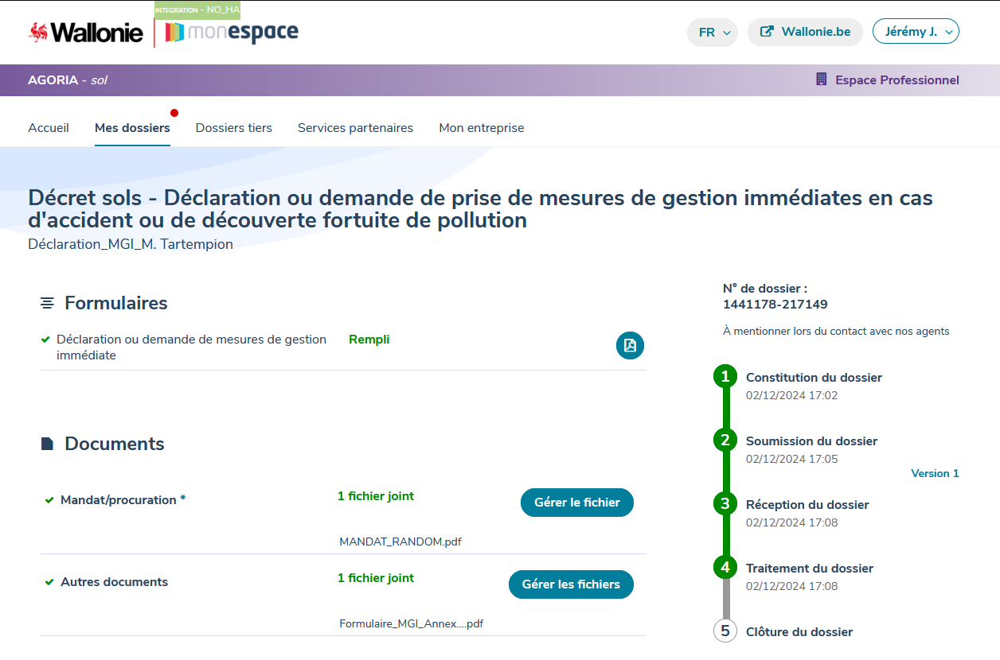 INTEGRATION - NO_HA
Wallonie
monespace
FR
Wallonie.be
Jérémy J.
AGORIA - sol
Espace Professionnel
Accueil
Mes dossiers
Dossiers tiers
Services partenaires
Mon entreprise
Décret sols - Déclaration ou demande de prise de mesures de gestion immédiates en cas
d'accident ou de découverte fortuite de pollution
Déclaration_MGI_M. Tartempion
Formulaires
Déclaration ou demande de mesures de gestion
immédiate
Rempli
Documents
Mandat/procuration *
1 fichier joint
Gérer le fichier
MANDAT_RANDOM.pdf
Autres documents
1 fichier joint
Gérer les fichiers
Formulaire_MGI_Annex....pdf
N° de dossier :
1441178-217149
À mentionner lors du contact avec nos agents
1
Constitution du dossier
02/12/2024 17:02
2
Soumission du dossier
02/12/2024 17:05
Version 1
3
Réception du dossier
02/12/2024 17:08
4
Traitement du dossier
02/12/2024 17:08
5
Clôture du dossier